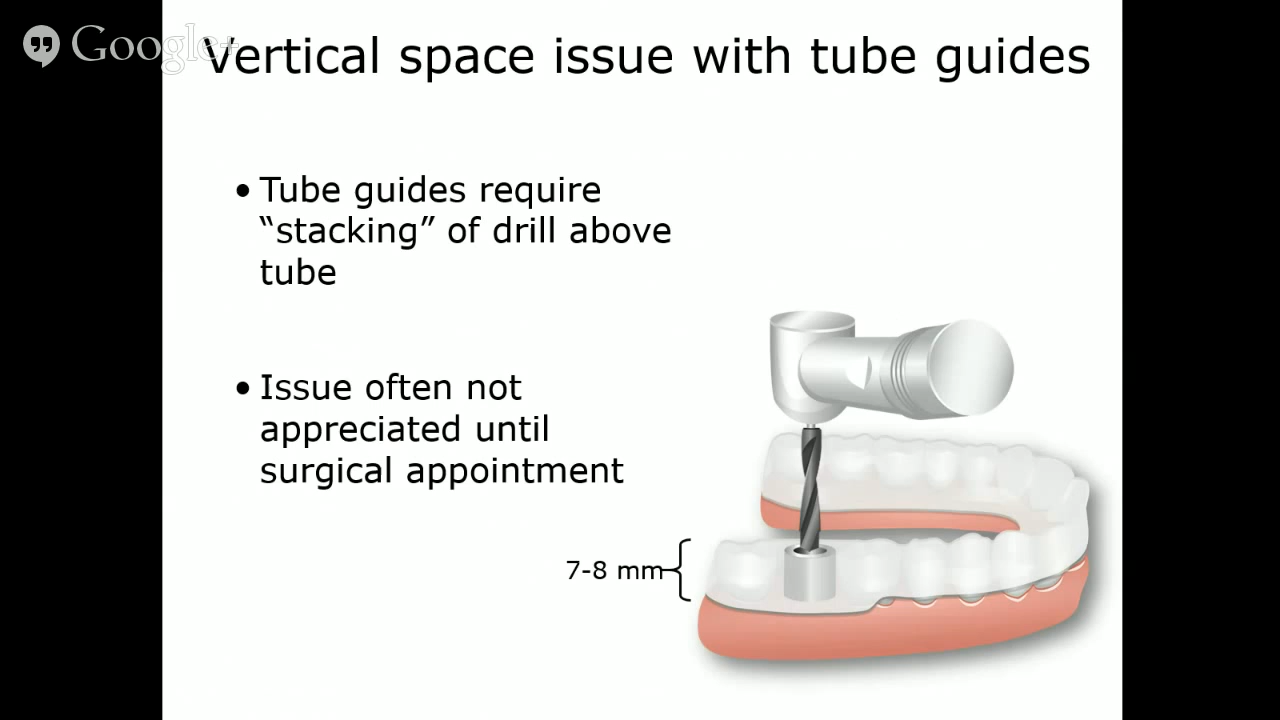 Google+
Vertical space issue with tube guides
• Tube guides require
“stacking” of drill above
tube
• Issue often not
appreciated until
surgical appointment
7-8 mm